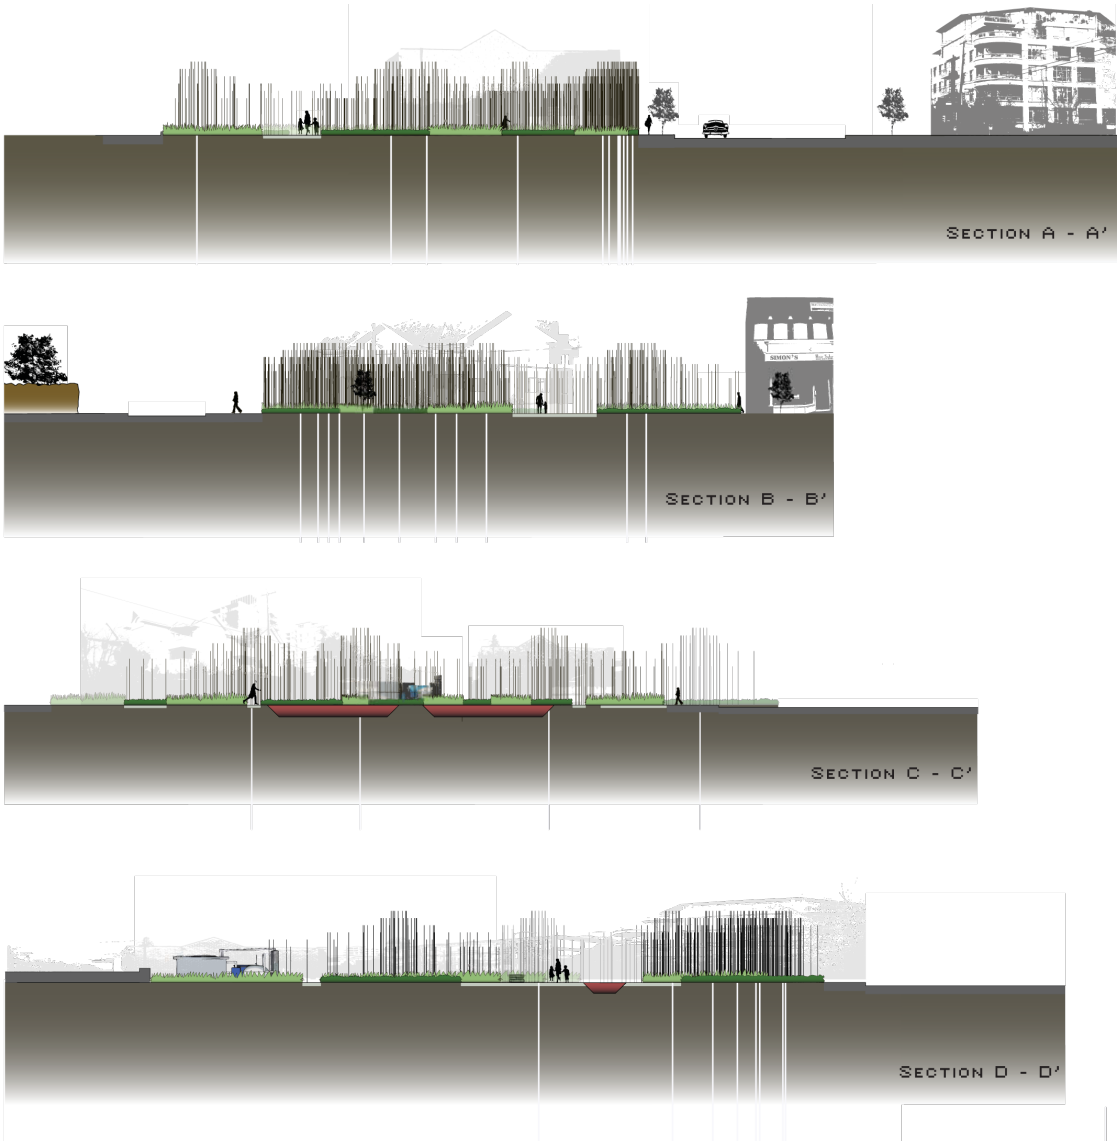 Section A - A'
SIMON'S
Section B - B'
Section C - C'
Section D - D'